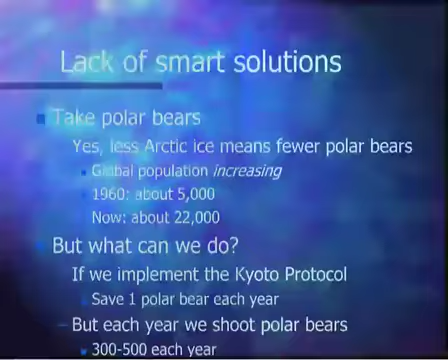 Lack of smart solutions
Take polar bears
Yes, less Arctic ice means fewer polar bears
Global population increasing
1960: about 5,000
Now: about 22,000
But what can we do?
If we implement the Kyoto Protocol
Save 1 polar bear each year
– But each year we shoot polar bears
300-500 each year